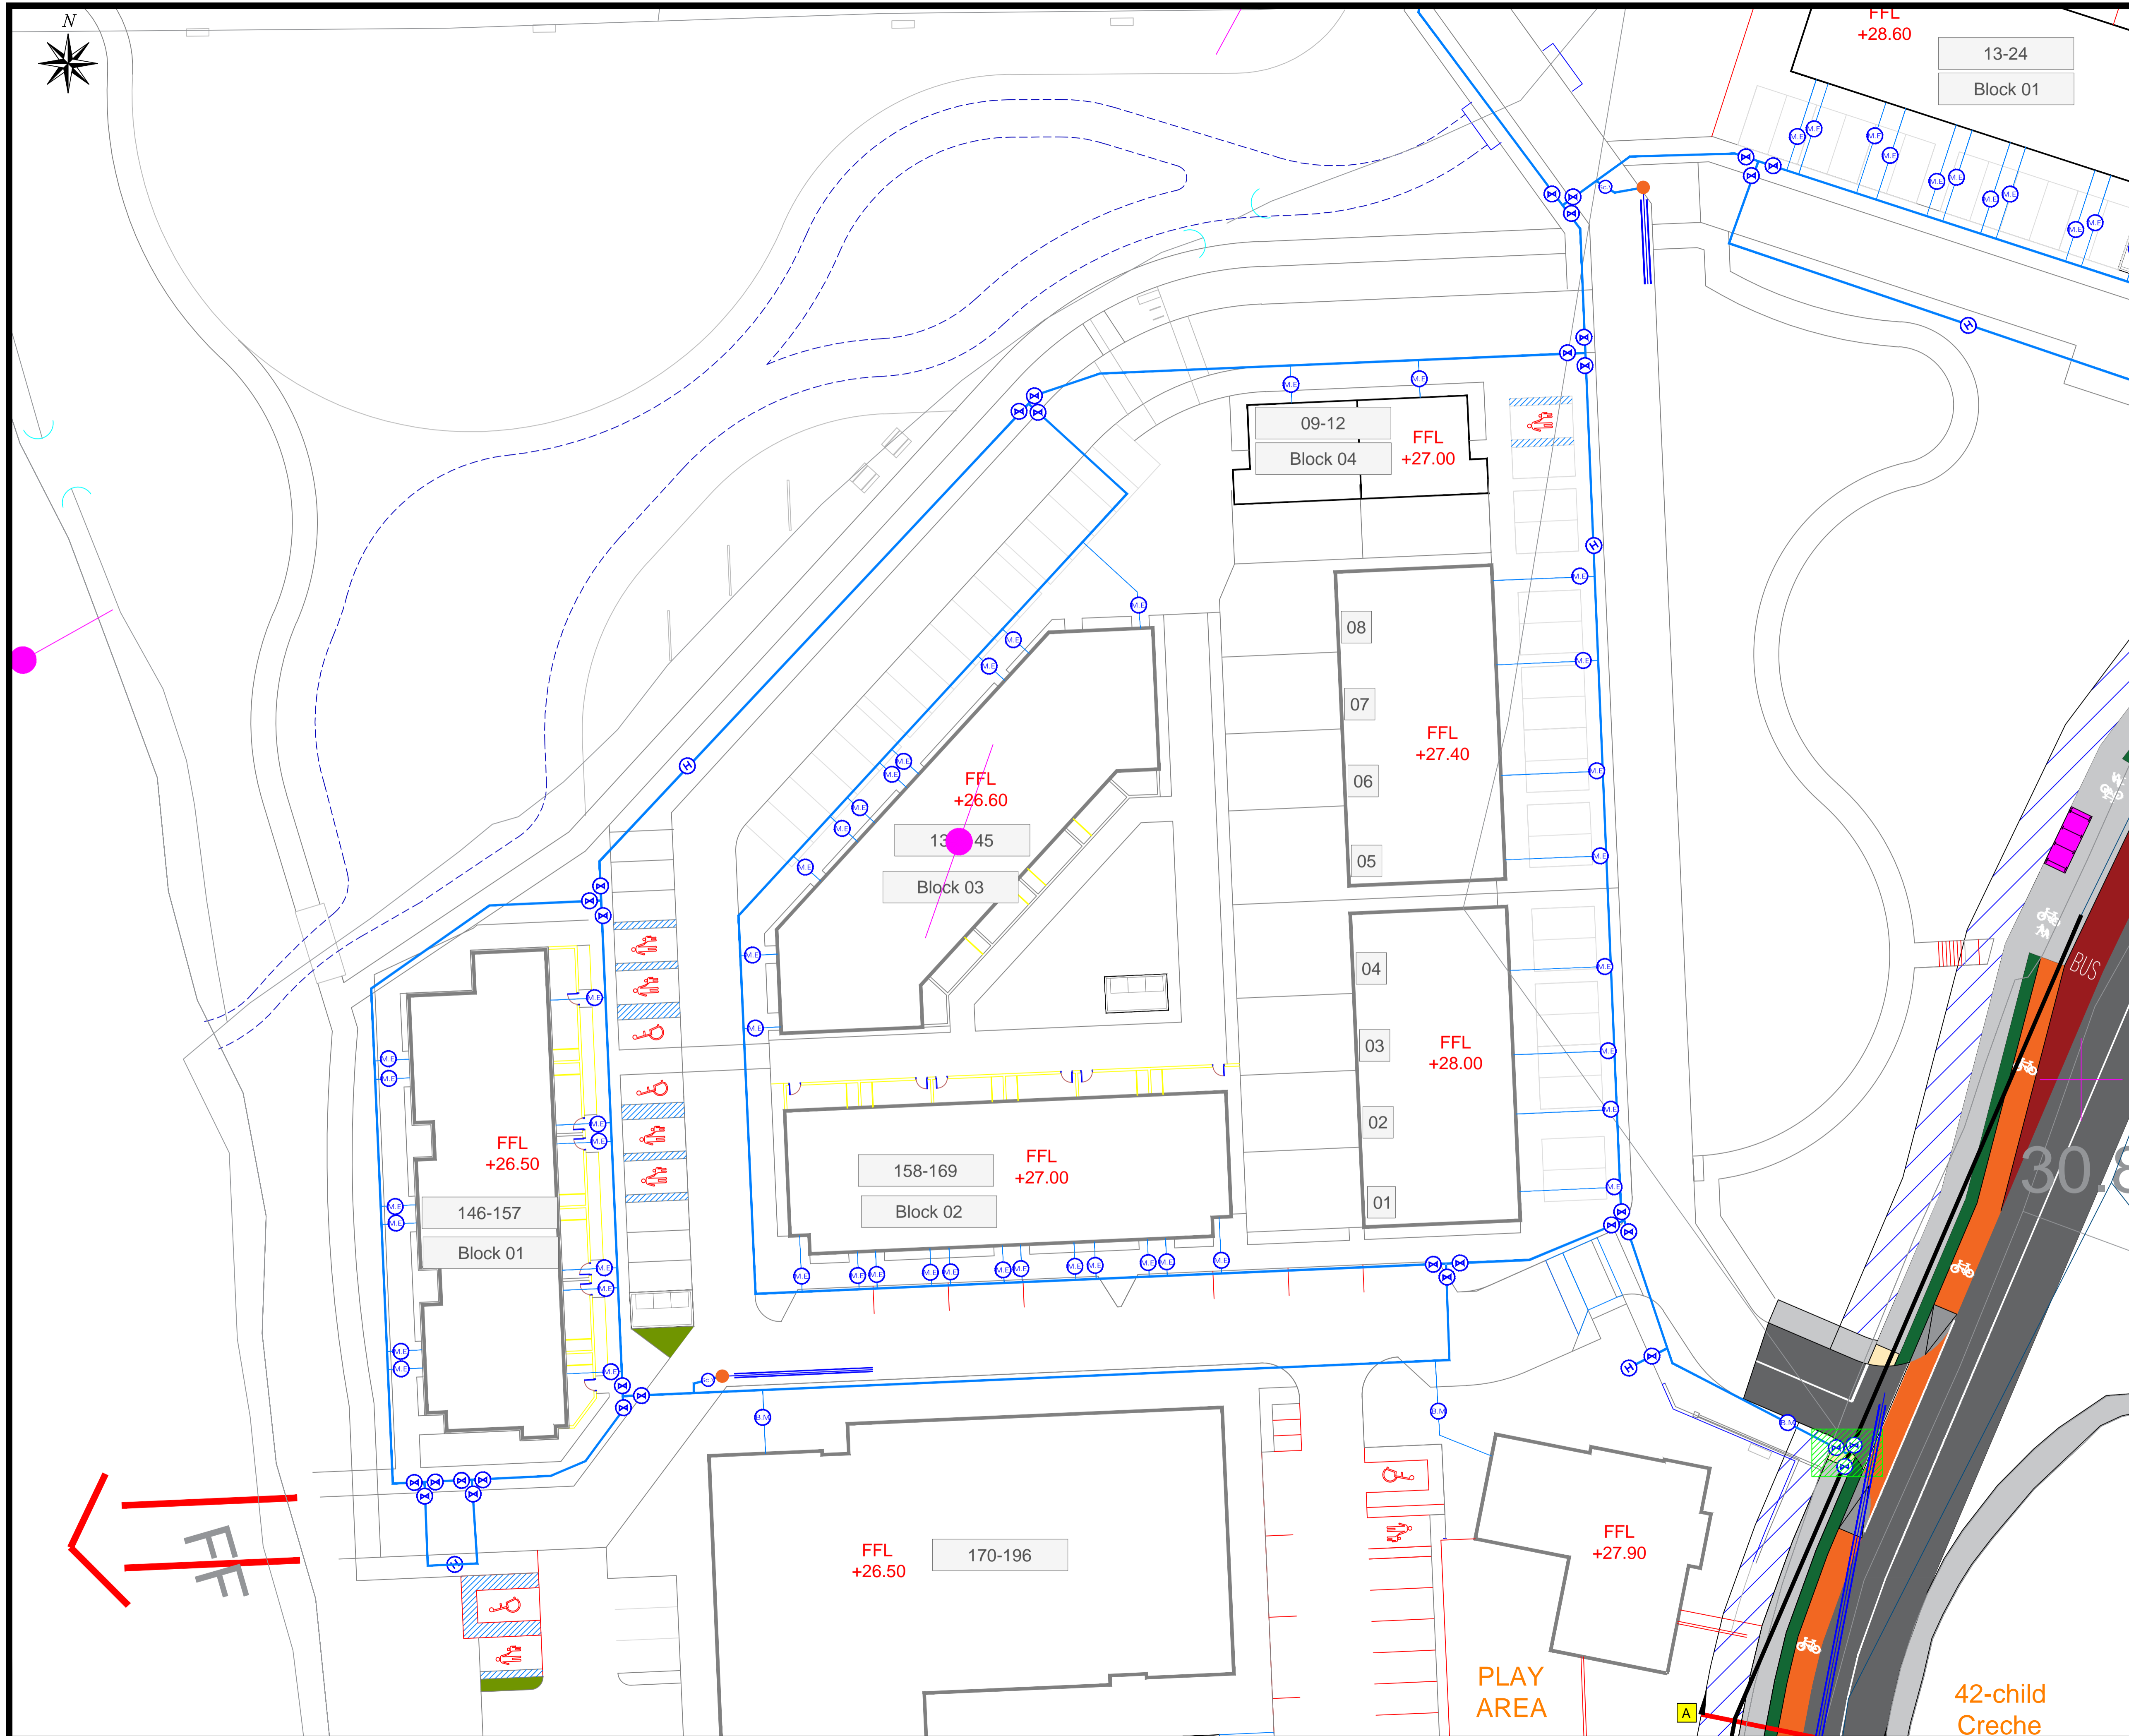 N
FFL
+28.60
13-24
Block 01
09-12
Block 04
FFL
+27.00
08
07
06
05
FFL
+27.40
FFL
+26.60
Block 03
04
03
02
01
FFL
+28.00
BUS
FFL
+26.50
146-157
Block 01
158-169
Block 02
FFL
+27.00
FFL
+26.50
170-196
FFL
+27.90
PLAY
AREA
A
42-child
Creche
FF
M.E
B.M
H